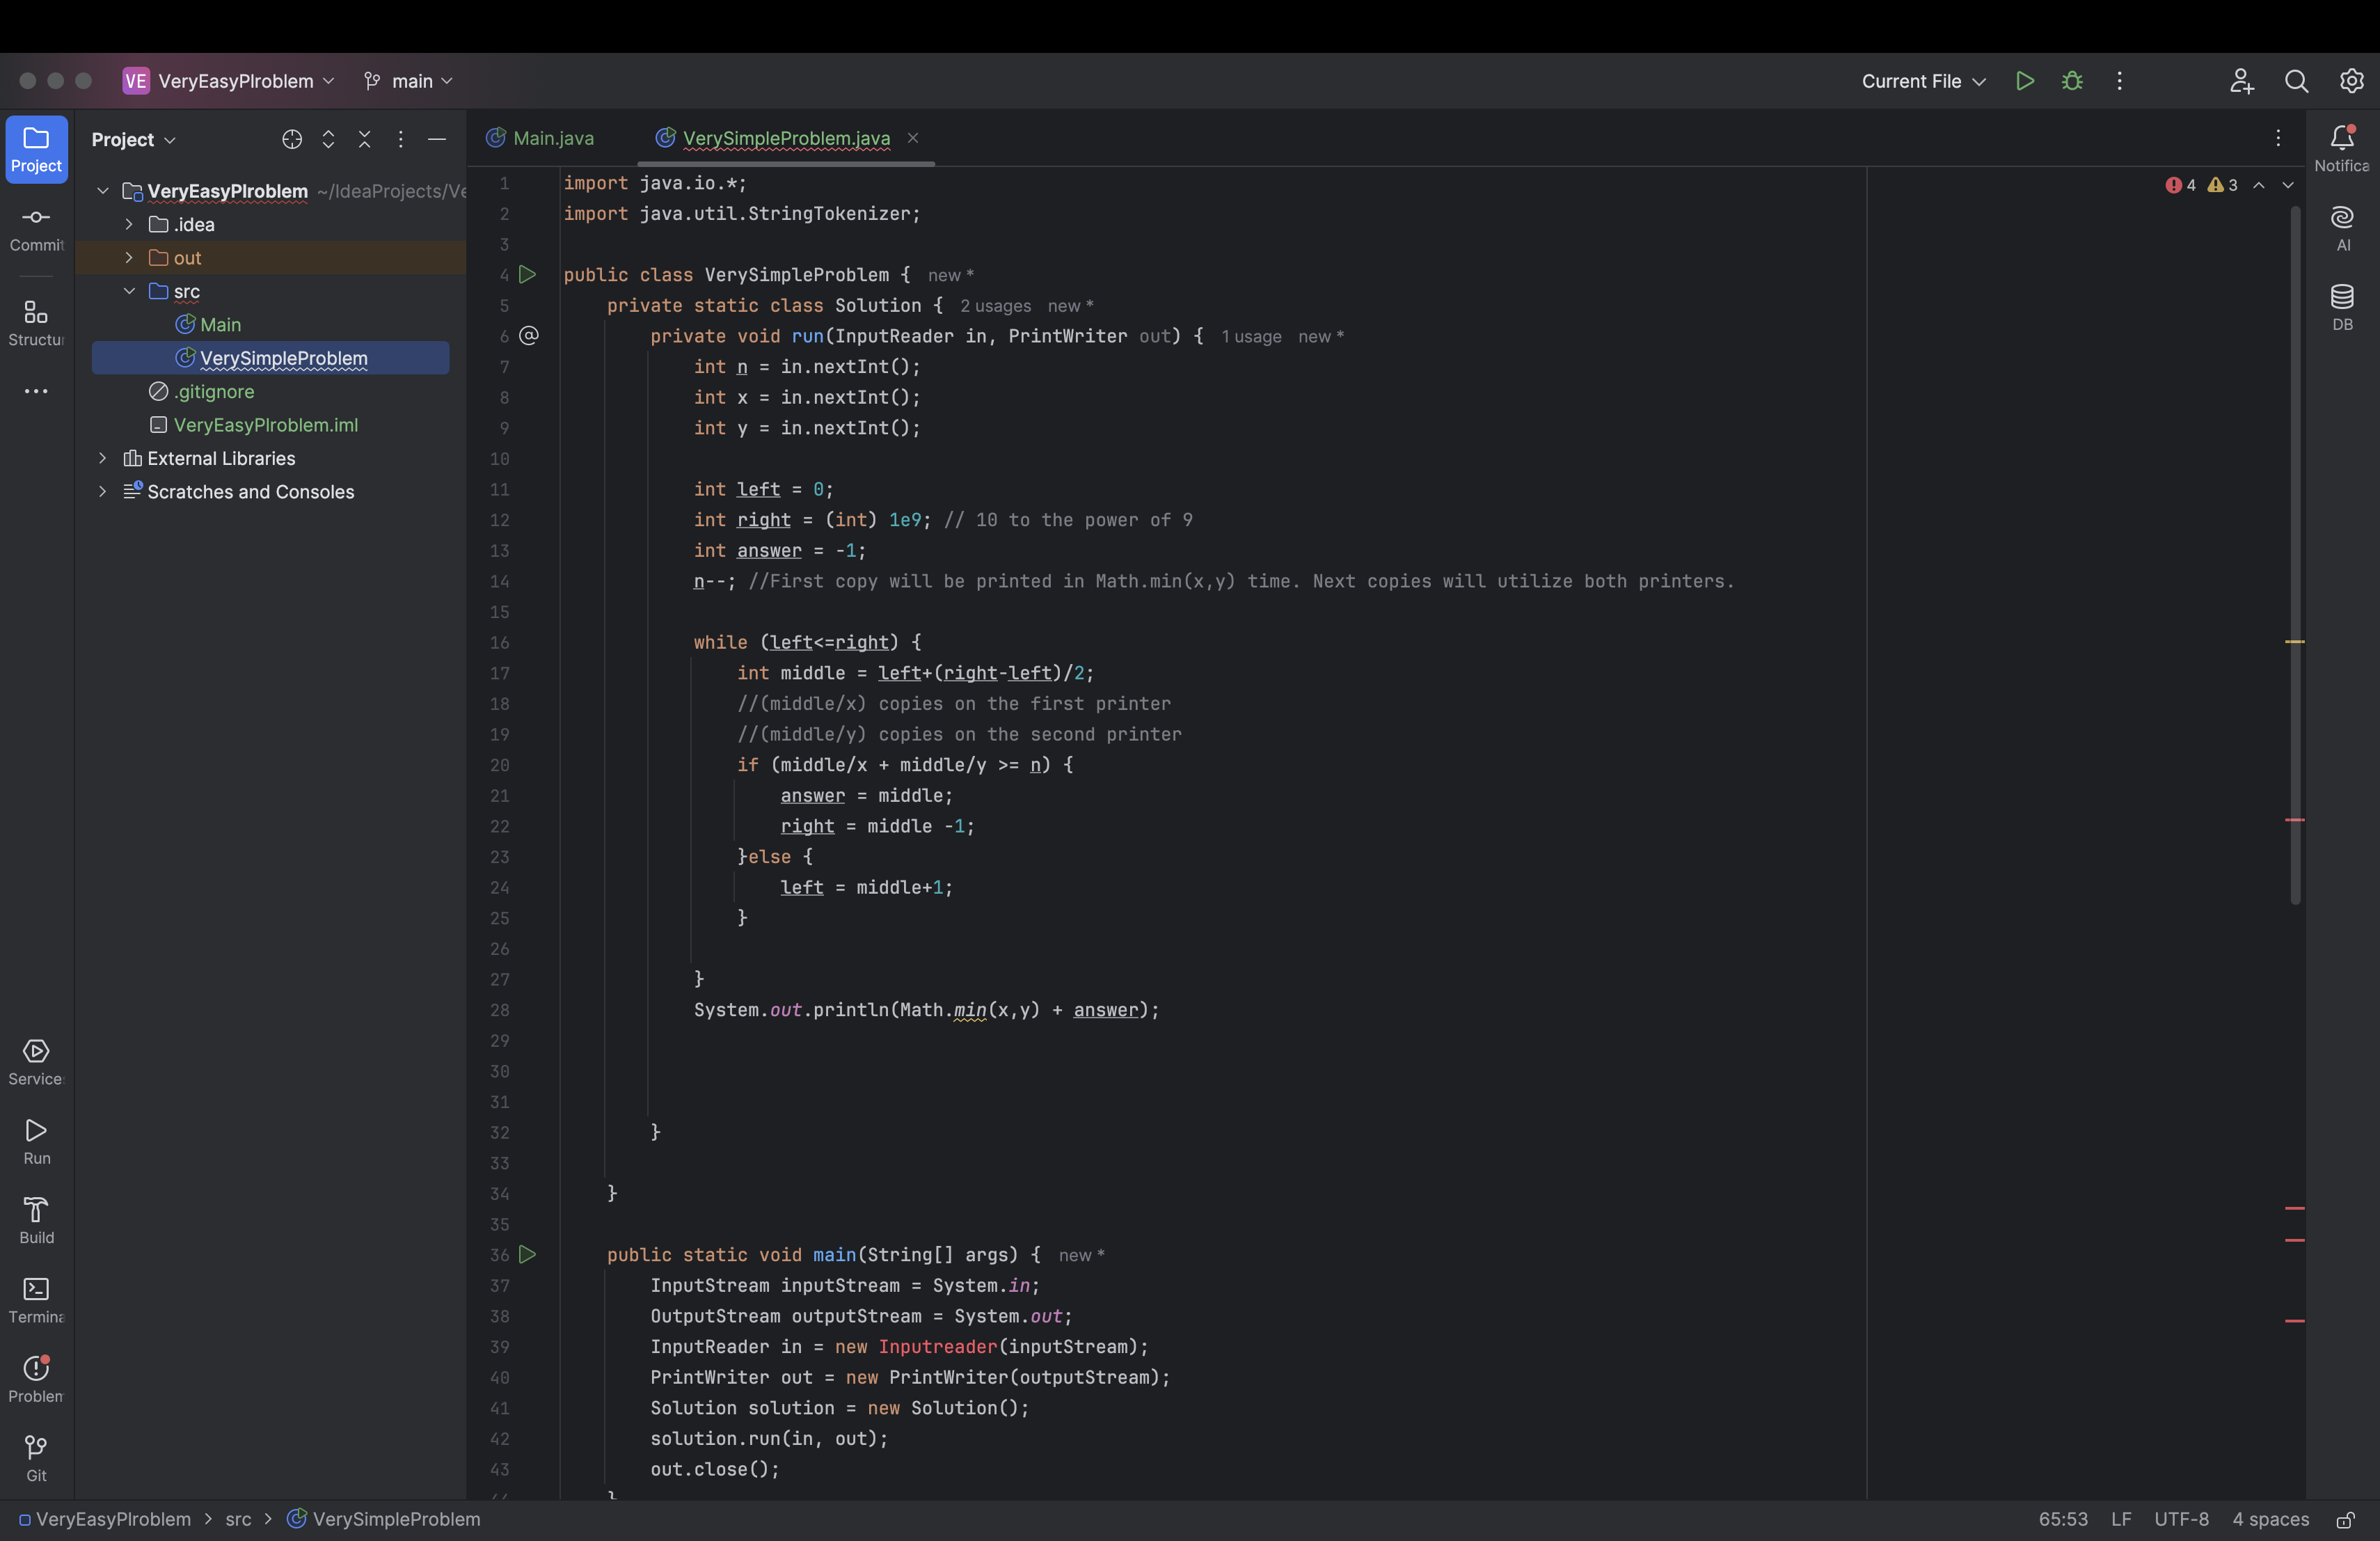 VE VeryEasyPlroblem main Current File
Project
Project
Main.java VerySimpleProblem.java
Notifica
VeryEasyPlroblem ~/IdeaProjects/Ve
.idea
out
src
Main
VerySimpleProblem
.gitignore
VeryEasyPlroblem.iml
External Libraries
Scratches and Consoles
Commit
Structu
Service
Run
Build
Termina
Problem
Git
4 3
AI
DB
1 import java.io.*;
2 import java.util.StringTokenizer;
3
4 public class VerySimpleProblem { new *
5 private static class Solution { 2 usages new *
6 @ private void run(InputReader in, PrintWriter out) { 1 usage new *
7 int n = in.nextInt();
8 int x = in.nextInt();
9 int y = in.nextInt();
10
11 int left = 0;
12 int right = (int) 1e9; // 10 to the power of 9
13 int answer = -1;
14 n--; //First copy will be printed in Math.min(x,y) time. Next copies will utilize both printers.
15
16 while (left<=right) {
17 int middle = left+(right-left)/2;
18 //(middle/x) copies on the first printer
19 //(middle/y) copies on the second printer
20 if (middle/x + middle/y >= n) {
21 answer = middle;
22 right = middle -1;
23 }else {
24 left = middle+1;
25 }
26
27 }
28 System.out.println(Math.min(x,y) + answer);
29
30
31
32 }
33
34 }
35
36 public static void main(String[] args) { new *
37 InputStream inputStream = System.in;
38 OutputStream outputStream = System.out;
39 InputReader in = new Inputreader(inputStream);
40 PrintWriter out = new PrintWriter(outputStream);
41 Solution solution = new Solution();
42 solution.run(in, out);
43 out.close();
VeryEasyPlroblem > src > VerySimpleProblem 65:53 LF UTF-8 4 spaces